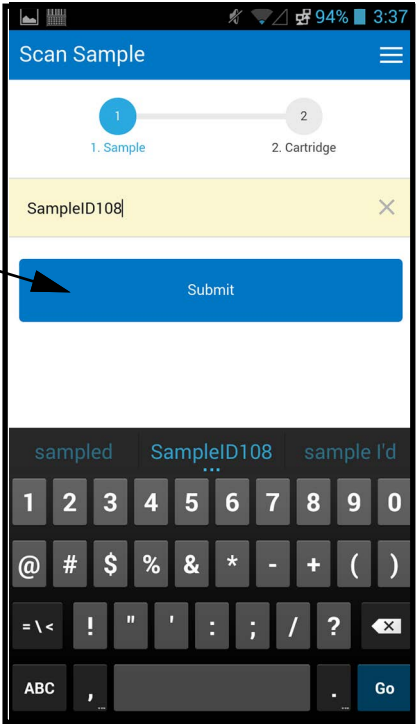 94% 3:37
Scan Sample
1 2
1. Sample 2. Cartridge
SampleID108
Submit
sampled SampleID108 sample I'd
1 2 3 4 5 6 7 8 9 0
@ # $ % & * - + ( )
= \ < ! " ' : ; / ?
ABC , ... . ... Go